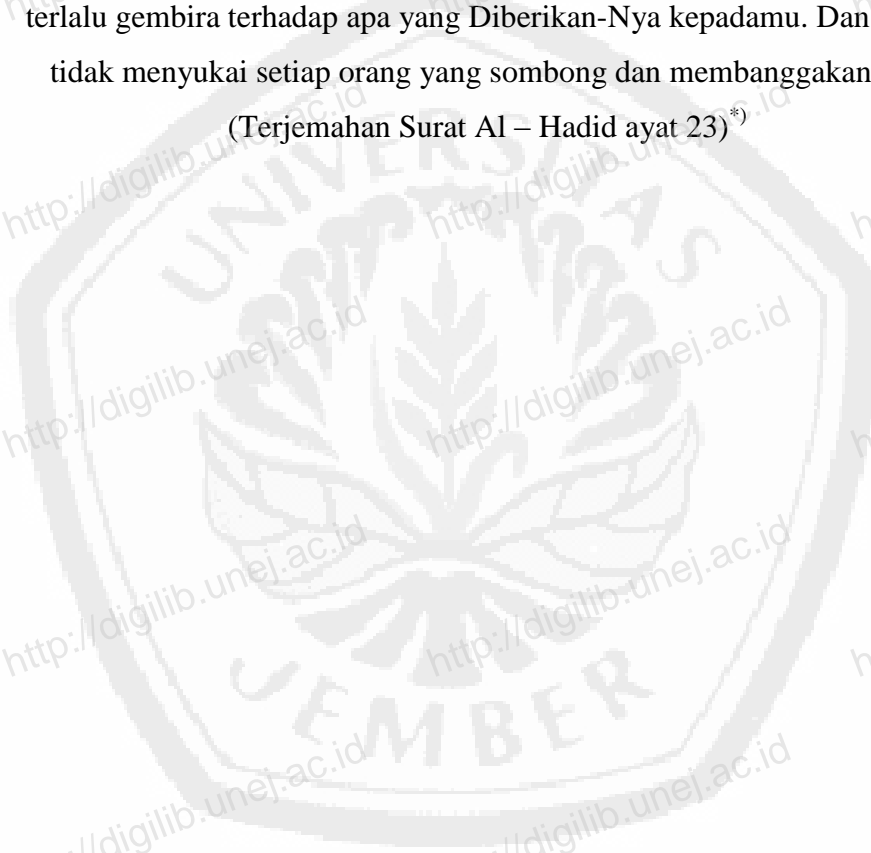 terlalu gembira terhadap apa yang Diberikan-Nya kepadamu. Dan
tidak menyukai setiap orang yang sombong dan membanggakan
(Terjemahan Surat Al – Hadid ayat 23)*)
http://digilib.unej.ac.id
http://digilib.unej.ac.id
UNIVERSITAS
http://digilib.unej.ac.id
http://digilib.unej.ac.id
http://digilib.unej.ac.id
http://digilib.unej.ac.id
JEMBER
//digilib.unej.ac.id
//digilib.unej.ac.id